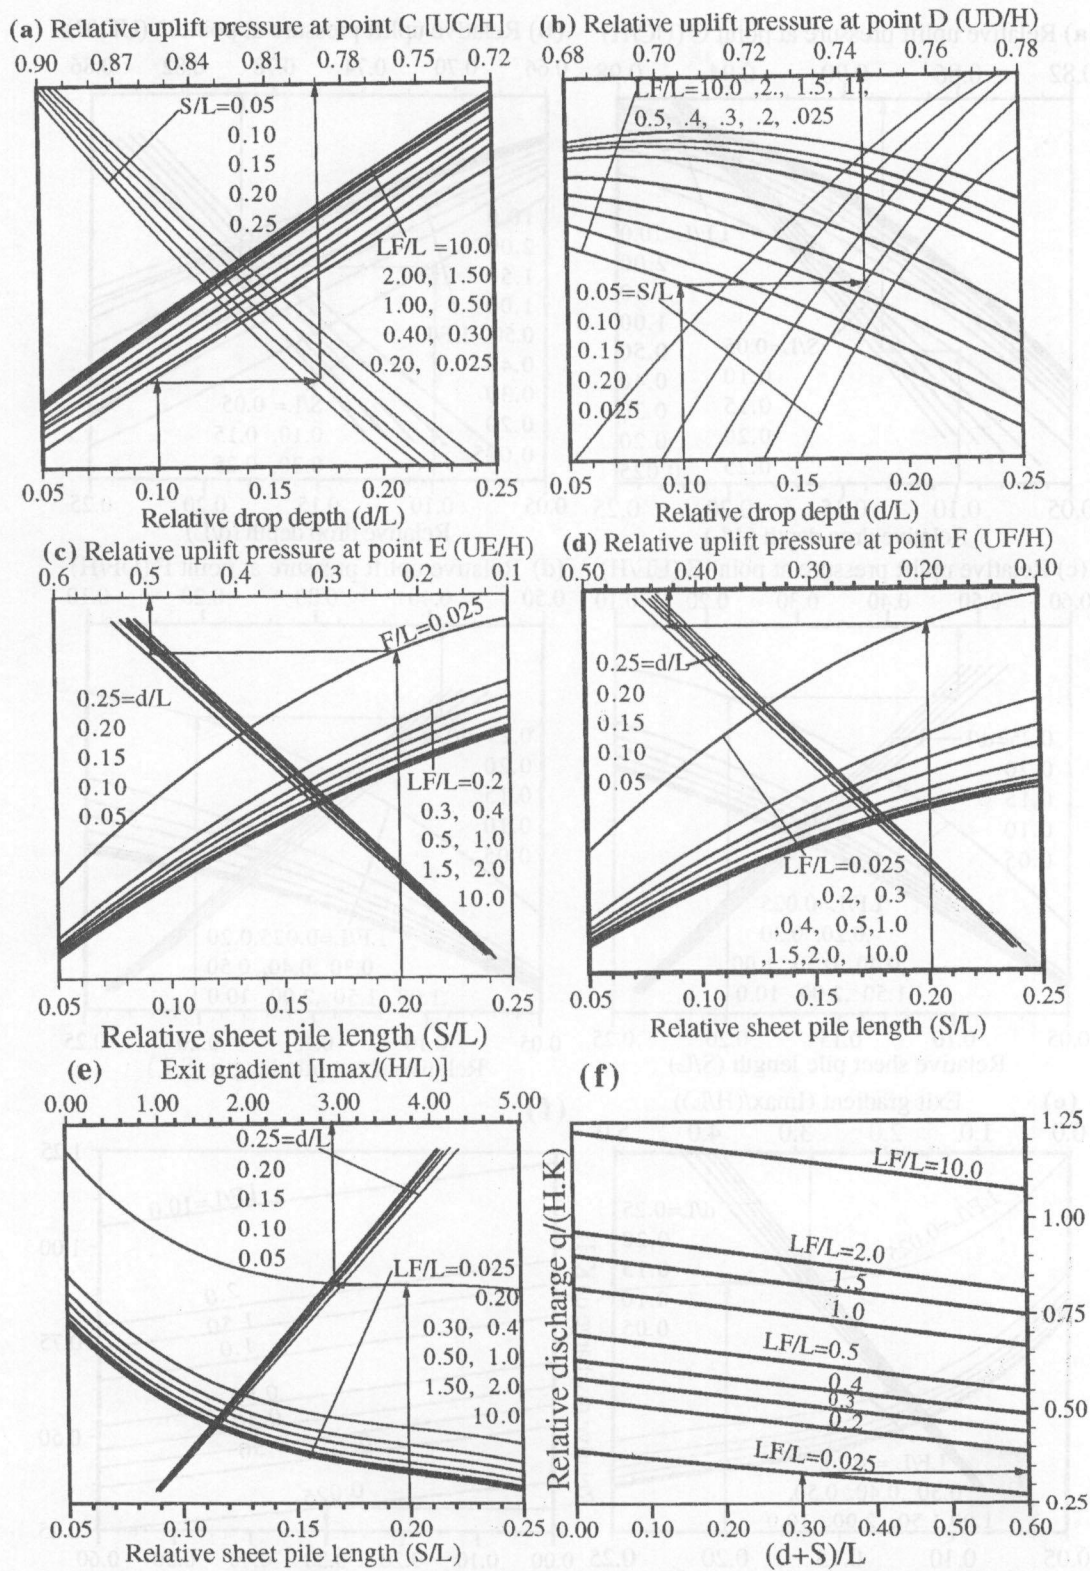 (a) Relative uplift pressure at point C [UC/H]
0.90 0.87 0.84 0.81 0.78 0.75 0.72
S/L=0.05
0.10
0.15
0.20
0.25
LF/L =10.0
2.00, 1.50
1.00, 0.50
0.40, 0.30
0.20, 0.025
0.05 0.10 0.15 0.20 0.25
Relative drop depth (d/L)
(b) Relative uplift pressure at point D (UD/H)
0.68 0.70 0.72 0.74 0.76 0.78
LF/L=10.0 ,2., 1.5, 1.,
0.5, .4, .3, .2, .025
0.05=S/L
0.10
0.15
0.20
0.025
0.05 0.10 0.15 0.20 0.25
Relative drop depth (d/L)
(c) Relative uplift pressure at point E (UE/H)
0.6 0.5 0.4 0.3 0.2 0.1
F/L=0.025
0.25=d/L
0.20
0.15
0.10
0.05
LF/L=0.2
0.3, 0.4
0.5, 1.0
1.5, 2.0
10.0
0.05 0.10 0.15 0.20 0.25
Relative sheet pile length (S/L)
(d) Relative uplift pressure at point F (UF/H)
0.50 0.40 0.30 0.20 0.10
0.25=d/L
0.20
0.15
0.10
0.05
LF/L=0.025
,0.2, 0.3
,0.4, 0.5,1.0
,1.5,2.0, 10.0
0.05 0.10 0.15 0.20 0.25
Relative sheet pile length (S/L)
(e) Exit gradient [Imax/(H/L)]
0.00 1.00 2.00 3.00 4.00 5.00
0.25=d/L
0.20
0.15
0.10
0.05
LF/L=0.025
0.20
0.30, 0.4
0.50, 1.0
1.50, 2.0
10.0
0.05 0.10 0.15 0.20 0.25
Relative sheet pile length (S/L)
(f)
Relative discharge q/(H.K)
LF/L=10.0
LF/L=2.0
1.5
1.0
LF/L=0.5
0.4
0.3
0.2
LF/L=0.025
1.25
1.00
0.75
0.50
0.25
0.00 0.10 0.20 0.30 0.40 0.50 0.60
(d+S)/L